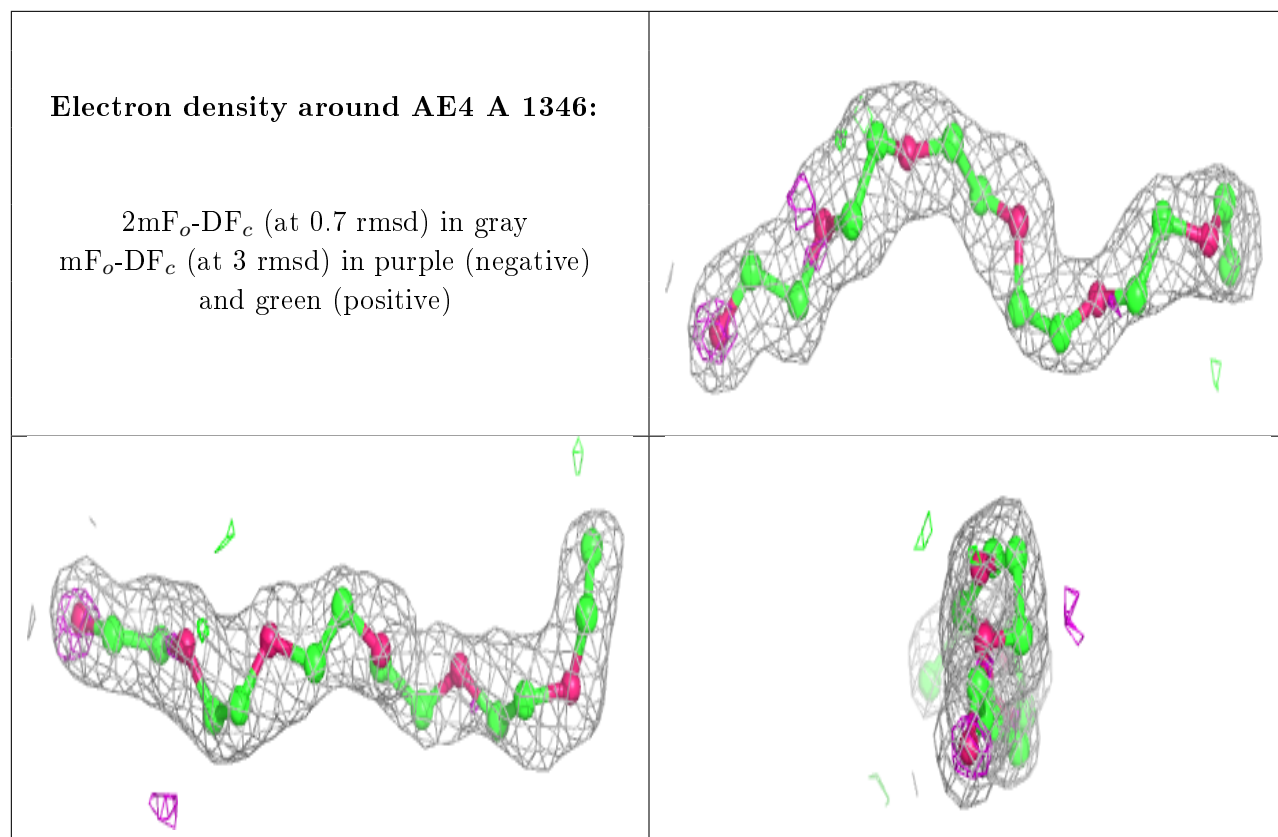 Electron density around AE4 A 1346:
2mFo-DFc (at 0.7 rmsd) in gray
mFo-DFc (at 3 rmsd) in purple (negative)
and green (positive)